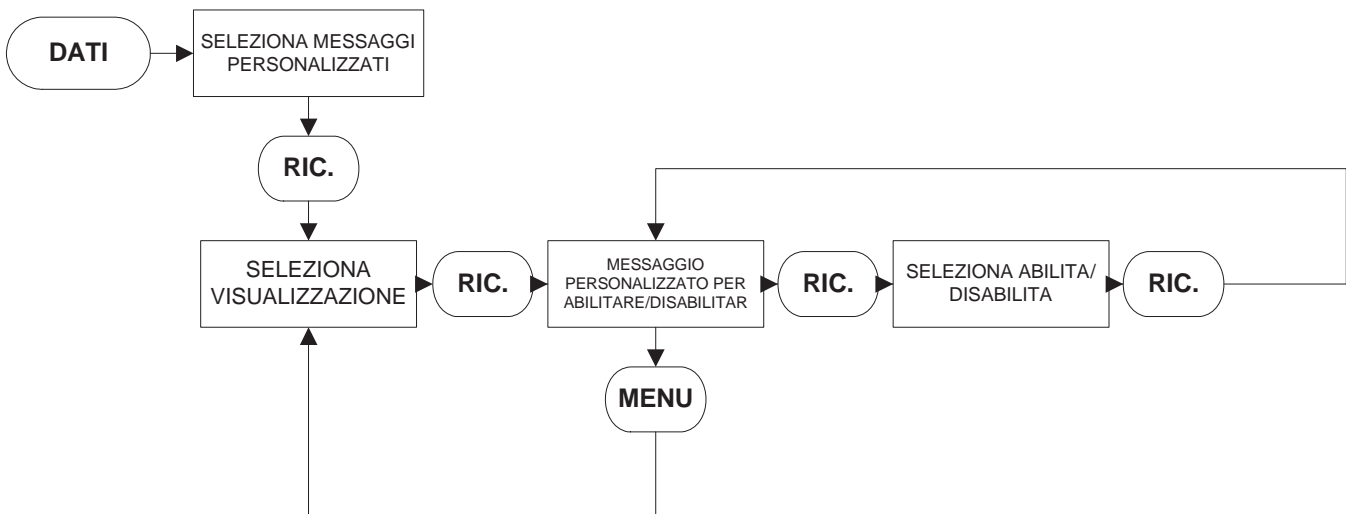 DATI
SELEZIONA MESSAGGI
PERSONALIZZATI
RIC.
SELEZIONA
VISUALIZZAZIONE
RIC.
MESSAGGIO
PERSONALIZZATO PER
ABILITARE/DISABILITAR
RIC.
SELEZIONA ABILITA/
DISABILITA
RIC.
MENU